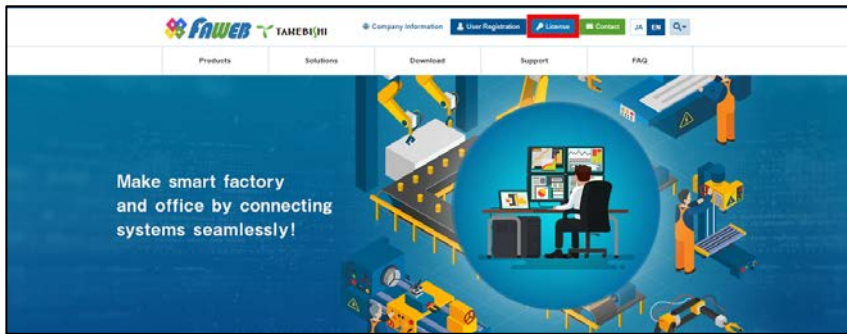 FAWEB TAKEBISHI Company Information User Registration License Contact JA EN
Products Solutions Download Support FAQ
Make smart factory
and office by connecting
systems seamlessly!